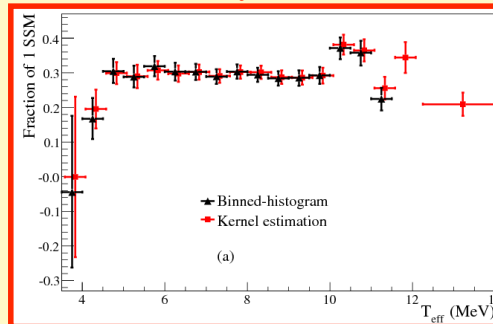 Fraction of 1 SSM
0.4
0.3
0.2
0.1
-0.0
-0.1
-0.2
-0.3
Binned-histogram
Kernel estimation
(a)
4 6 8 10 12
T_eff (MeV)